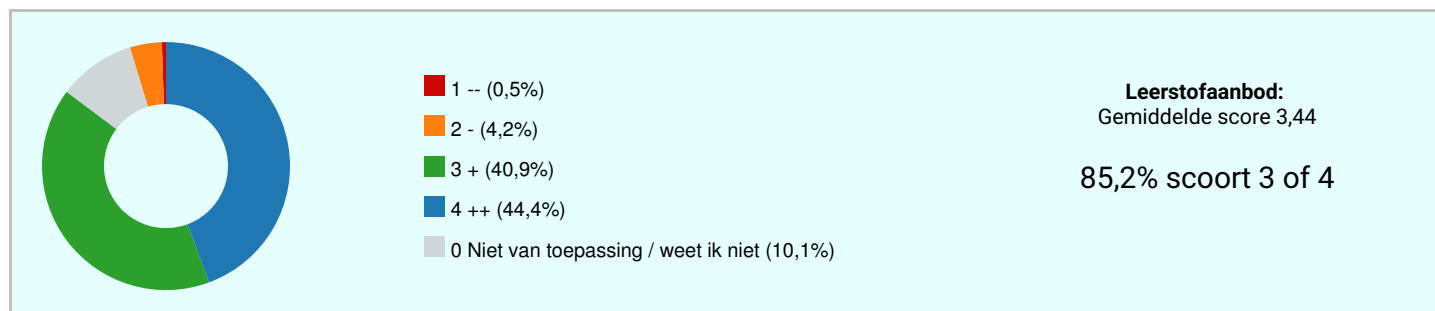 1 -- (0,5%)
2 - (4,2%)
3 + (40,9%)
4 ++ (44,4%)
0 Niet van toepassing / weet ik niet (10,1%)
Leerstofaanbod:
Gemiddelde score 3,44
85,2% scoort 3 of 4